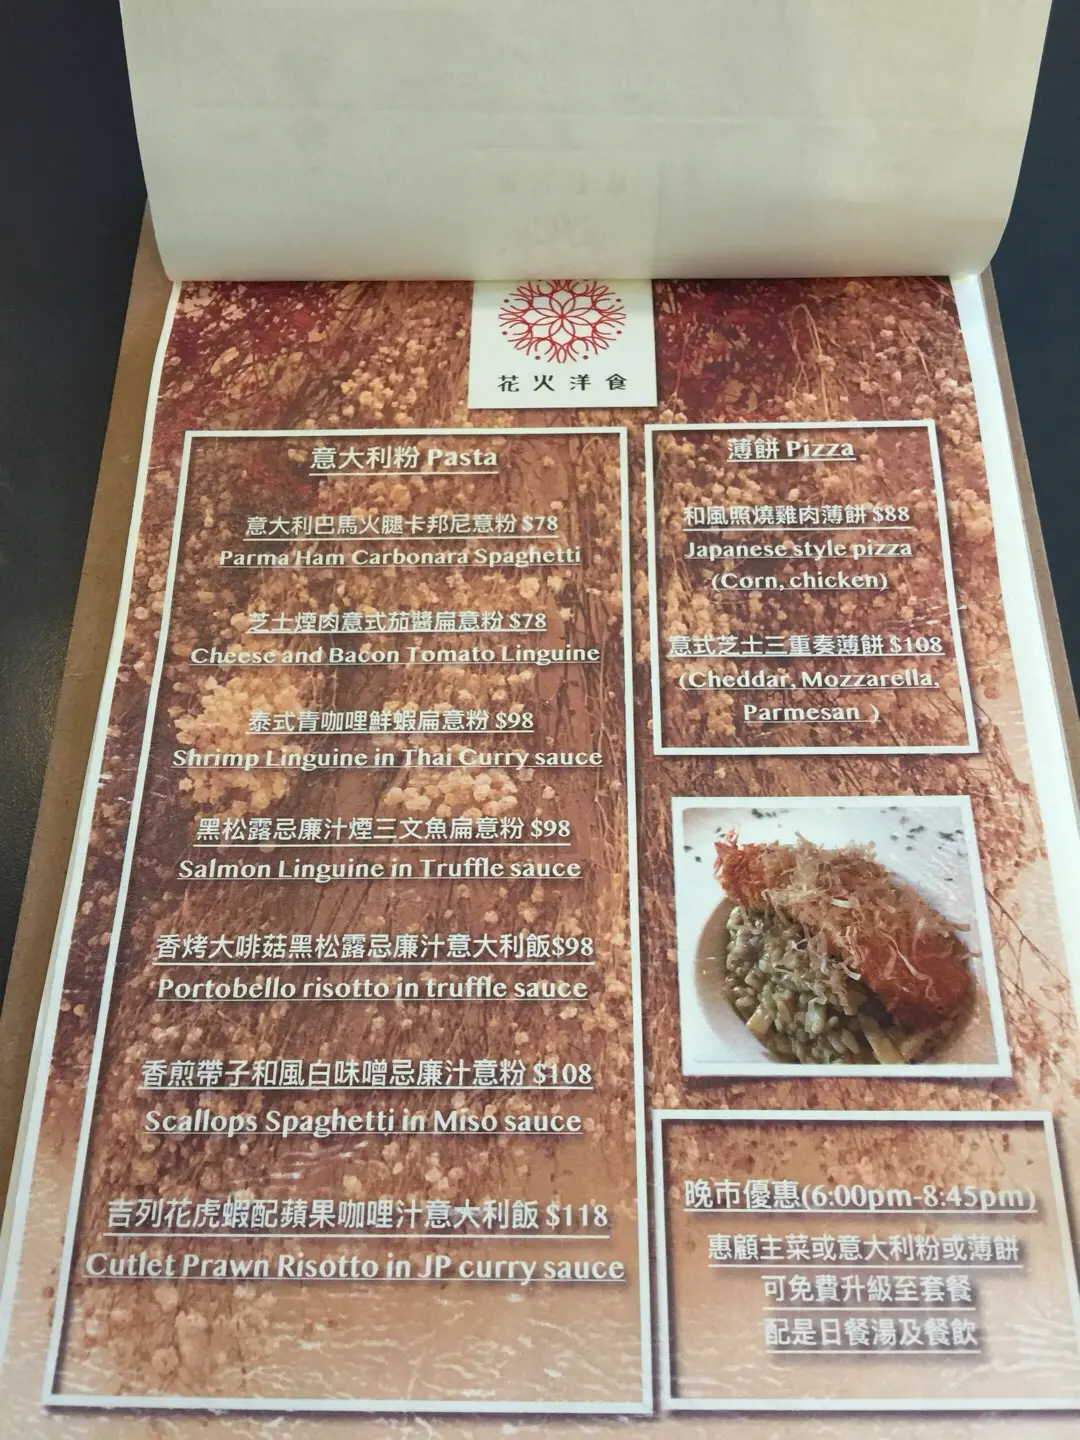 花火洋食
意大利粉 Pasta
意大利巴馬火腿卡邦尼意粉 $78
Parma Ham Carbonara Spaghetti
芝士煙肉意式茄醬扁意粉 $78
Cheese and Bacon Tomato Linguine
泰式青咖哩鮮蝦扁意粉 $98
Shrimp Linguine in Thai Curry sauce
黑松露忌廉汁煙三文魚扁意粉 $98
Salmon Linguine in Truffle sauce
香烤大啡菇黑松露忌廉汁意大利飯$98
Portobello risotto in truffle sauce
香煎帶子和風白味噌忌廉汁意粉 $108
Scallops Spaghetti in Miso sauce
吉列花虎蝦配蘋果咖哩汁意大利飯 $118
Cutlet Prawn Risotto in JP curry sauce
薄餅 Pizza
和風照燒雞肉薄餅 $88
Japanese style pizza
(Corn, chicken)
意式芝士三重奏薄餅 $108
(Cheddar, Mozzarella,
Parmesan )
晚市優惠(6:00pm-8:45pm)
惠顧主菜或意大利粉或薄餅
可免費升級至套餐
配是日餐湯及餐飲